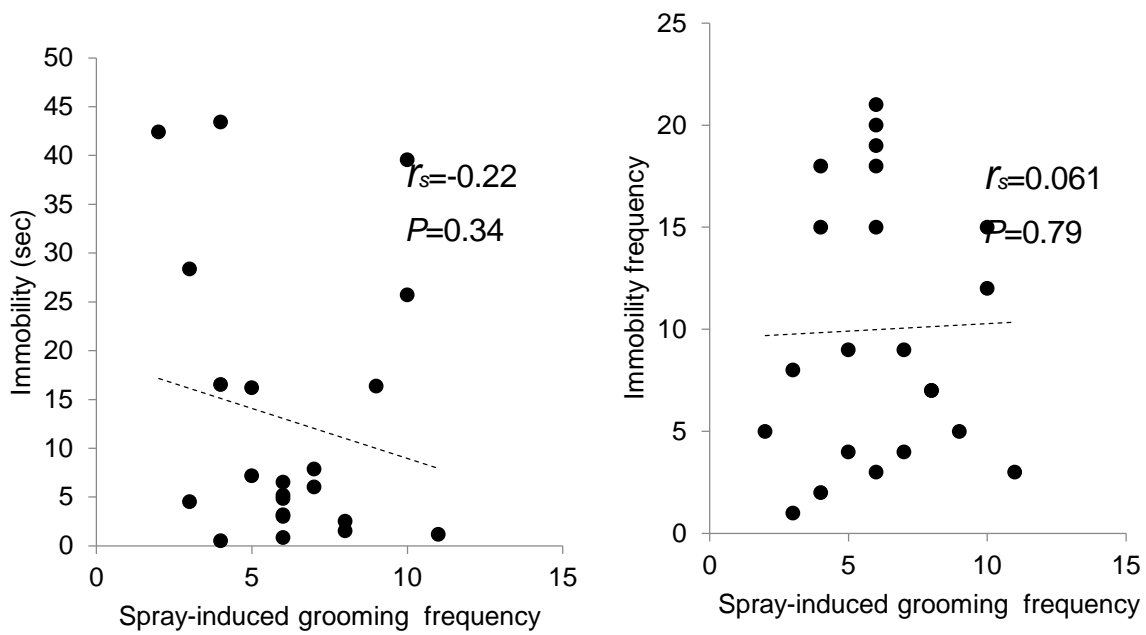 50
45
40
35
30
25
20
15
10
5
0
Immobility (sec)
rs=-0.22
P=0.34
0 5 10 15
Spray-induced grooming frequency
25
20
15
10
5
0
Immobility frequency
rs=0.061
P=0.79
0 5 10 15
Spray-induced grooming frequency